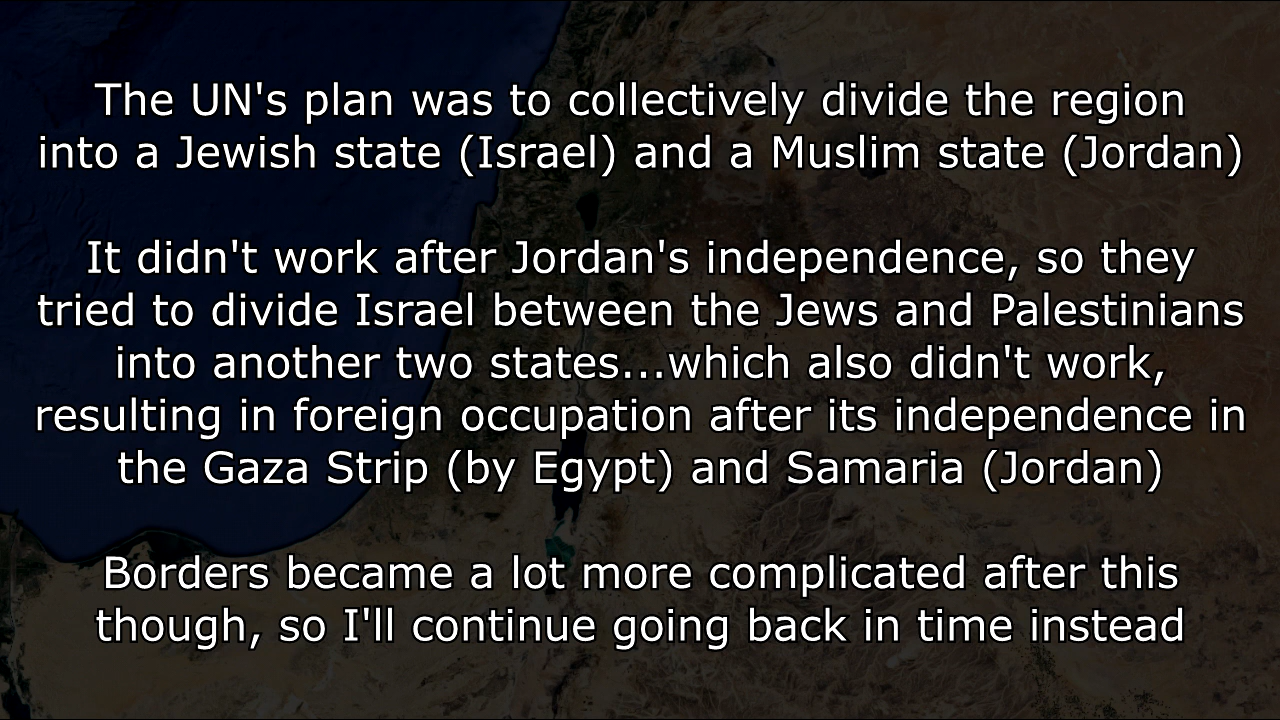 The UN's plan was to collectively divide the region
into a Jewish state (Israel) and a Muslim state (Jordan)
It didn't work after Jordan's independence, so they
tried to divide Israel between the Jews and Palestinians
into another two states...which also didn't work,
resulting in foreign occupation after its independence in
the Gaza Strip (by Egypt) and Samaria (Jordan)
Borders became a lot more complicated after this
though, so I'll continue going back in time instead